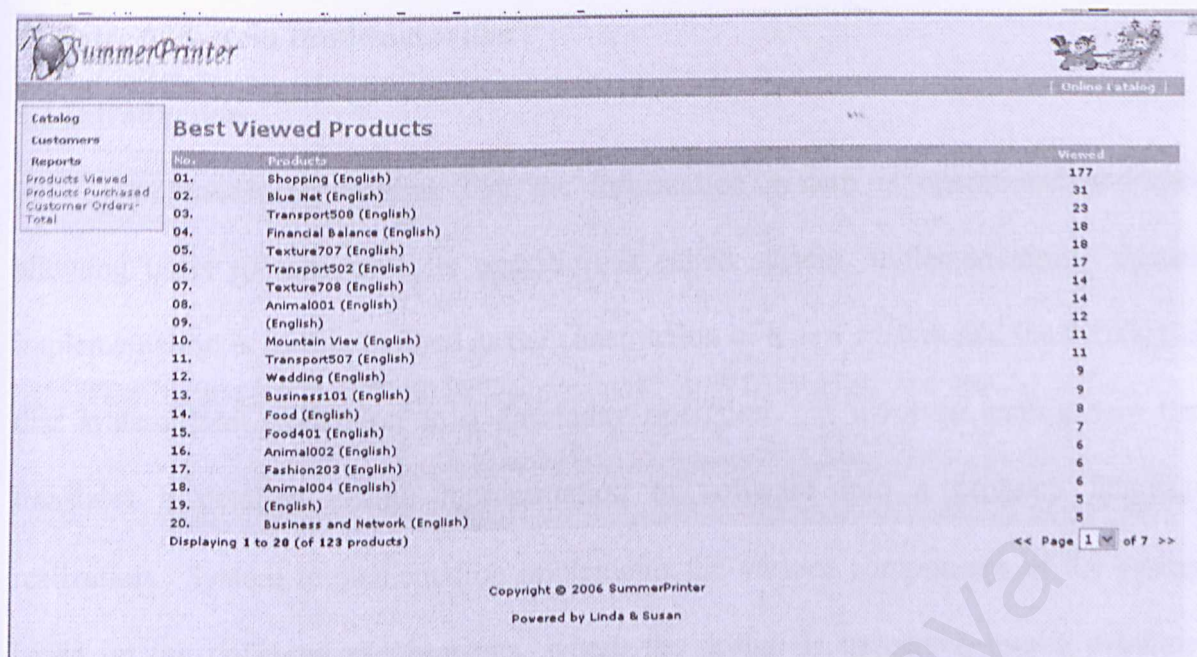 SummerPrinter
| Online Catalog |
Catalog
Customers
Reports
Products Viewed
Products Purchased
Customer Orders-
Total
Best Viewed Products
No. Products Viewed
01. Shopping (English) 177
02. Blue Net (English) 31
03. Transport508 (English) 23
04. Financual Balance (English) 18
05. Texture707 (English) 18
06. Transport502 (English) 17
07. Texture708 (English) 14
08. Animal001 (English) 14
09. (English) 12
10. Mountain View (English)
11. Transport507 (English) 11
12. Wedding (English) 9
13. Business101 (English) 9
14. Food (English) 8
15. Food401 (English) 7
16. Animal002 (English) 6
17. Fashion203 (English) 6
18. Animal004 (English)
19. (English) 5
20. Business and Network (English) 5
Displaying 1 to 20 (of 123 products) << Page 1 of 7 >>
Copyright © 2006 SummerPrinter
Powered by Linda & Susan